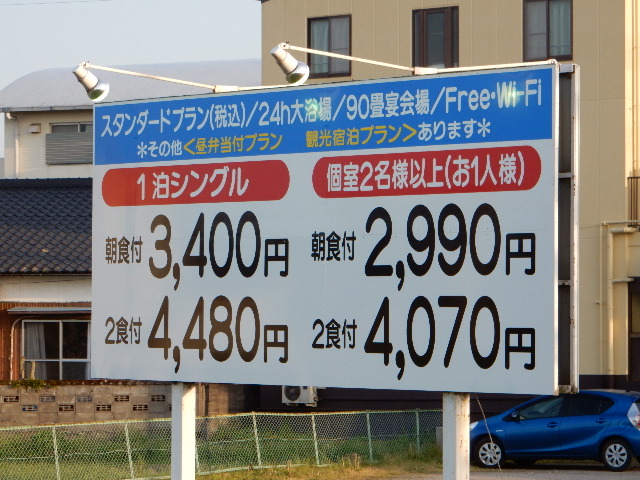 スタンダードプラン(税込)/24h大浴場/90畳宴会場/Free・Wi-Fi
*その他<昼弁当付プラン 観光宿泊プラン>あります*
1泊シングル
朝食付 3,400円
2食付 4,480円
個室2名様以上(お1人様)
朝食付 2,990円
2食付 4,070円